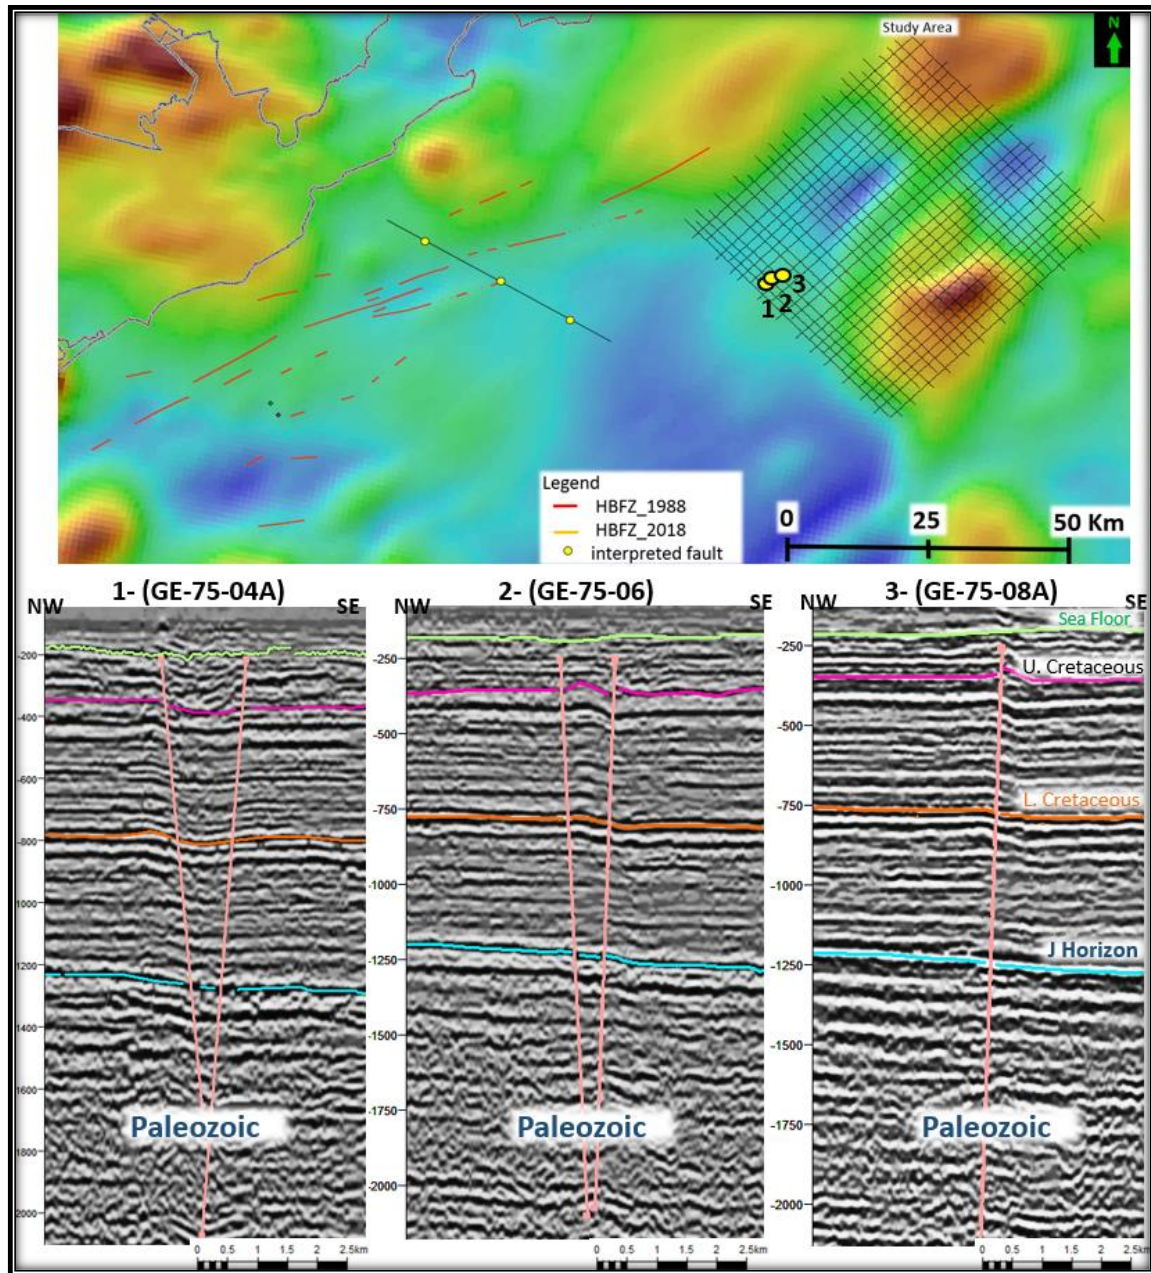 Study Area
N
1
2
3
Legend
HBFZ_1988
HBFZ_2018
interpreted fault
0 25 50 Km
1- (GE-75-04A)
NW SE
-200
-400
-600
-800
1000
1200
1400
1600
1800
2000
Paleozoic
0 0.5 1 1.5 2.5km
2- (GE-75-06)
NW SE
-250
-500
-750
-1000
-1250
-1500
-1750
-2000
Paleozoic
0 0.5 1 1.5 2.5km
3- (GE-75-08A)
NW SE
Sea Floor
-250
U. Cretaceous
-500
-750
L. Cretaceous
-1000
J Horizon
-1250
-1500
-1750
-2000
Paleozoic
0 0.5 1 1.5 2.5km